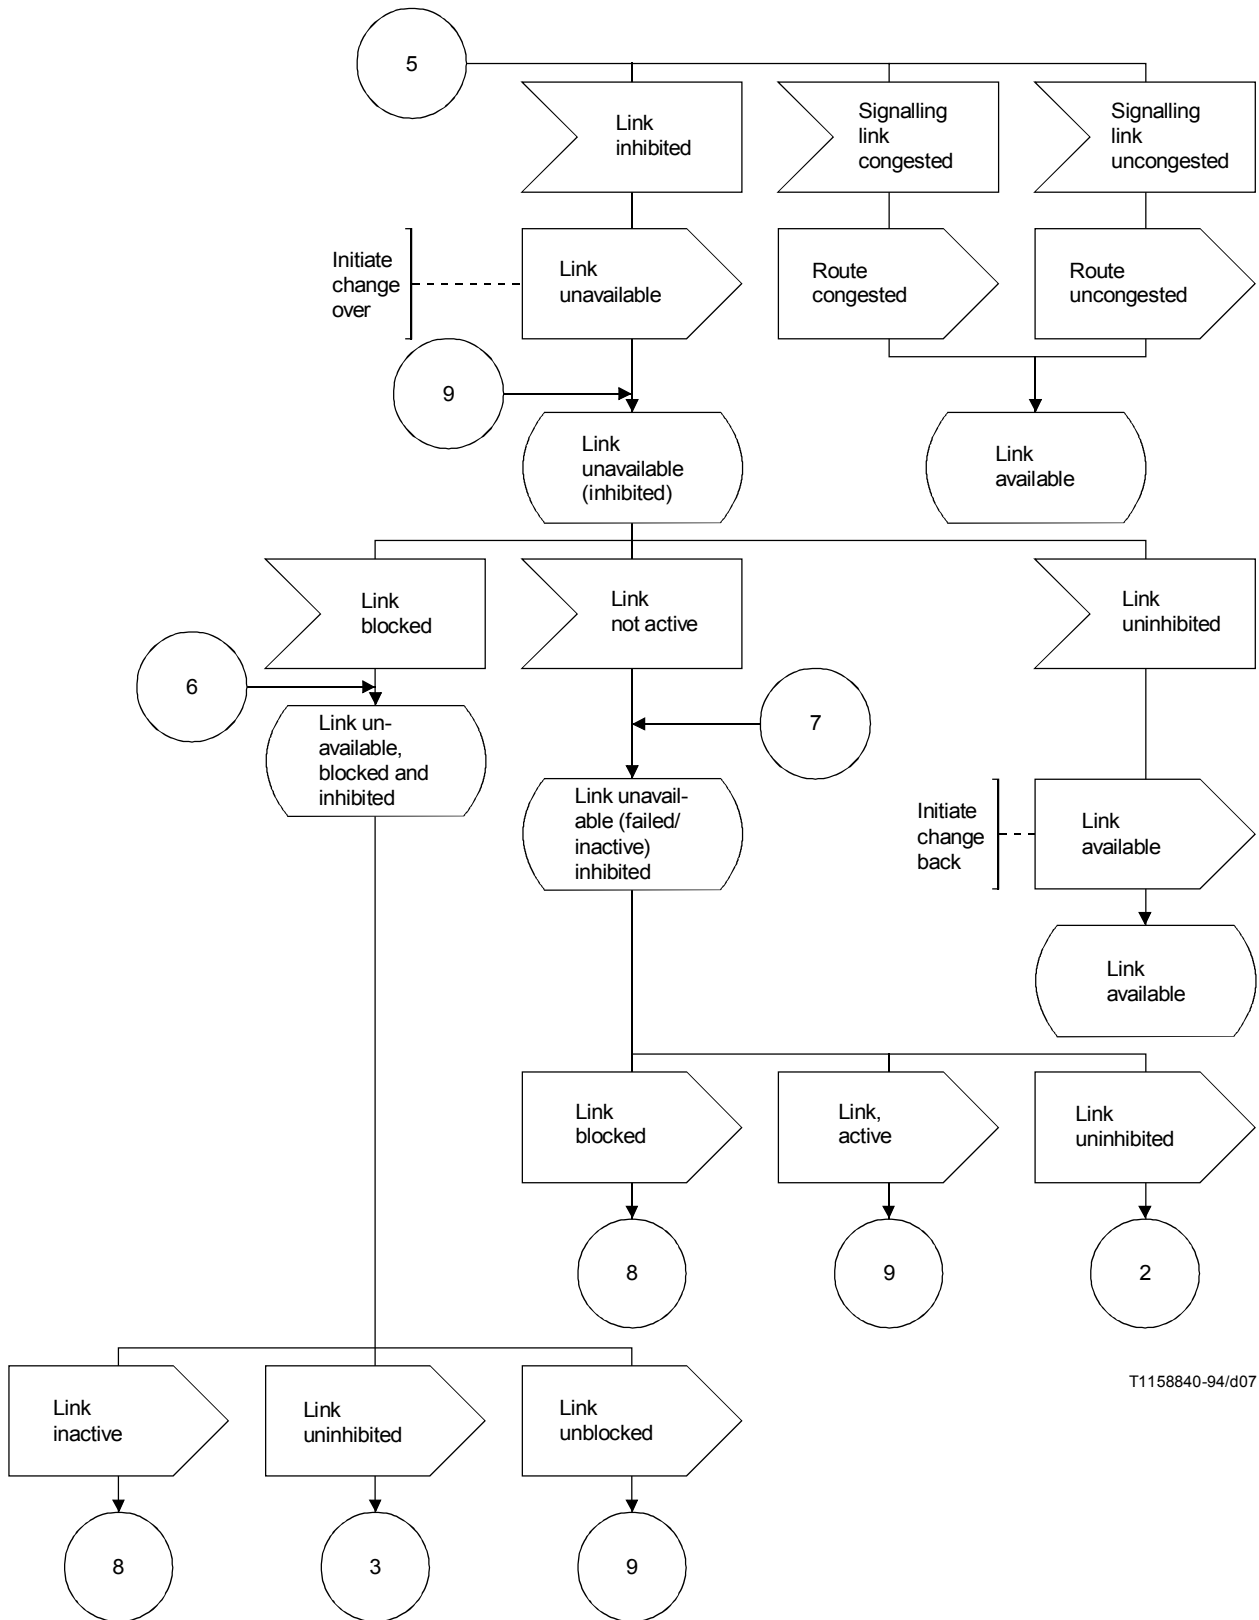 5
Link
inhibited
Signalling
link
congested
Signalling
link
uncongested
Initiate
change
over
Link
unavailable
Route
congested
Route
uncongested
9
Link
unavailable
(inhibited)
Link
available
Link
blocked
Link
not active
Link
uninhibited
6
7
Link un-
available,
blocked and
inhibited
Link unavail-
able (failed/
inactive)
inhibited
Initiate
change
back
Link
available
Link
available
Link
blocked
Link,
active
Link
uninhibited
8
9
2
T1158840-94/d07
Link
inactive
Link
uninhibited
Link
unblocked
8
3
9